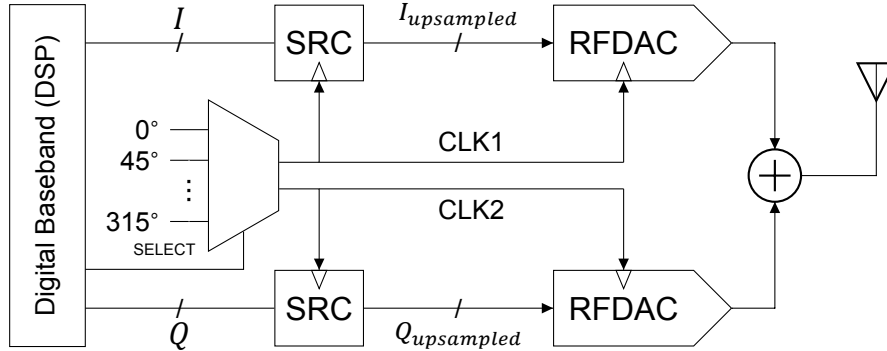 Digital Baseband (DSP)
I
SRC
I_upsampled
RFDAC
0°
45°
⋮
315°
SELECT
CLK1
CLK2
+
Q
SRC
Q_upsampled
RFDAC